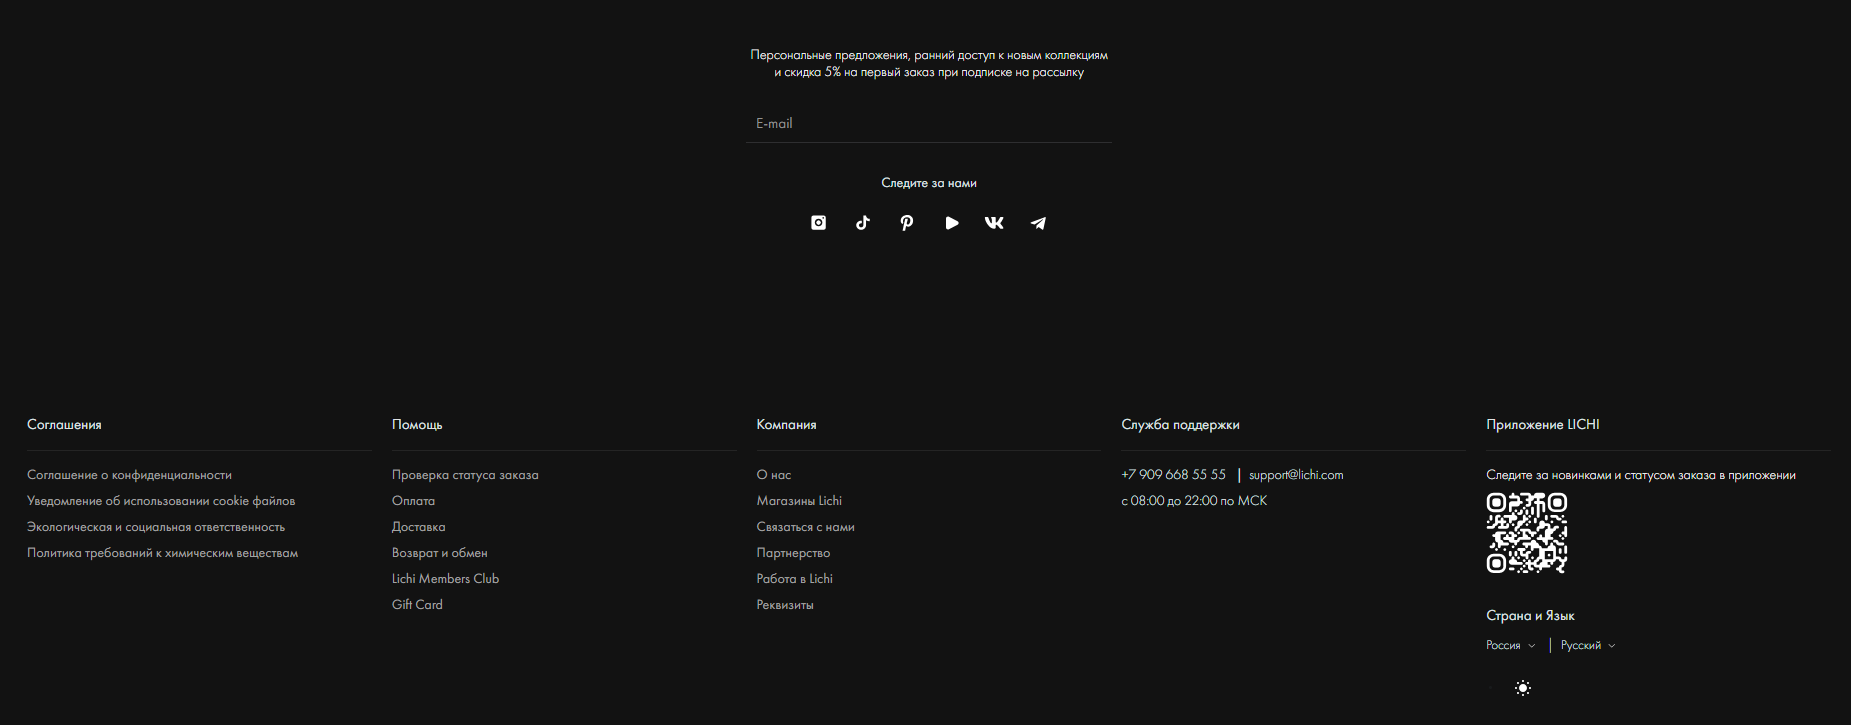 Персональные предложения, ранний доступ к новым коллекциям
и скидка 5% на первый заказ при подписке на рассылку
E-mail
Следите за нами
Соглашения
Соглашение о конфиденциальности
Уведомление об использовании cookie файлов
Экологическая и социальная ответственность
Политика требований к химическим веществам
Помощь
Проверка статуса заказа
Оплата
Доставка
Возврат и обмен
Lichi Members Club
Gift Card
Компания
О нас
Магазины Lichi
Связаться с нами
Партнерство
Работа в Lichi
Реквизиты
Служба поддержки
+7 909 668 55 55 | support@lichi.com
с 08:00 до 22:00 по МСК
Приложение LICHI
Следите за новинками и статусом заказа в приложении
Страна и Язык
Россия | Русский